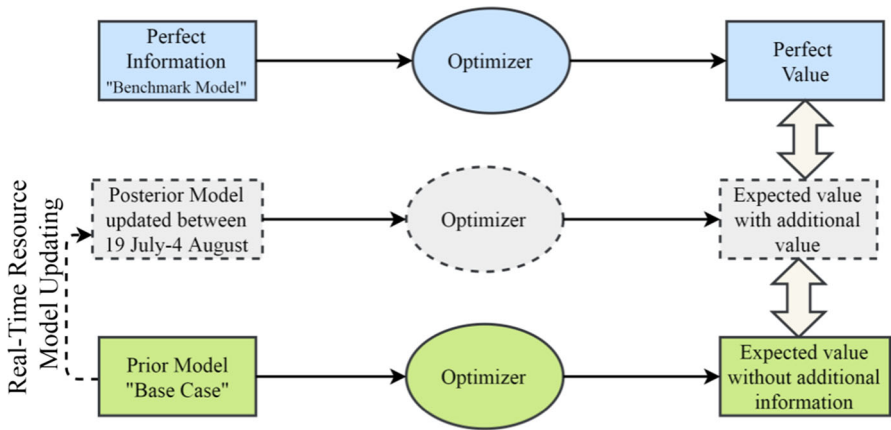 Perfect
Information
"Benchmark Model"
Optimizer
Perfect
Value
Real-Time Resource
Model Updating
Posterior Model
updated between
19 July-4 August
Optimizer
Expected value
with additional
value
Prior Model
"Base Case"
Optimizer
Expected value
without additional
information